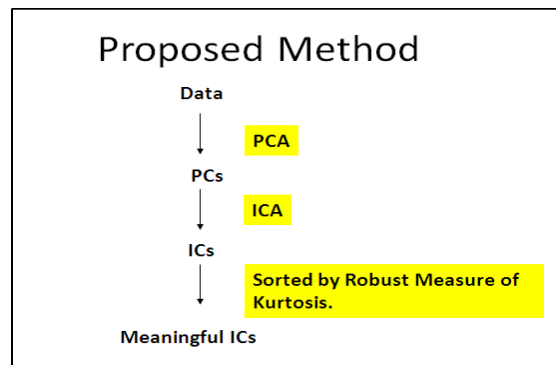 Proposed Method
Data
PCA
PCs
ICA
ICs
Sorted by Robust Measure of
Kurtosis.
Meaningful ICs